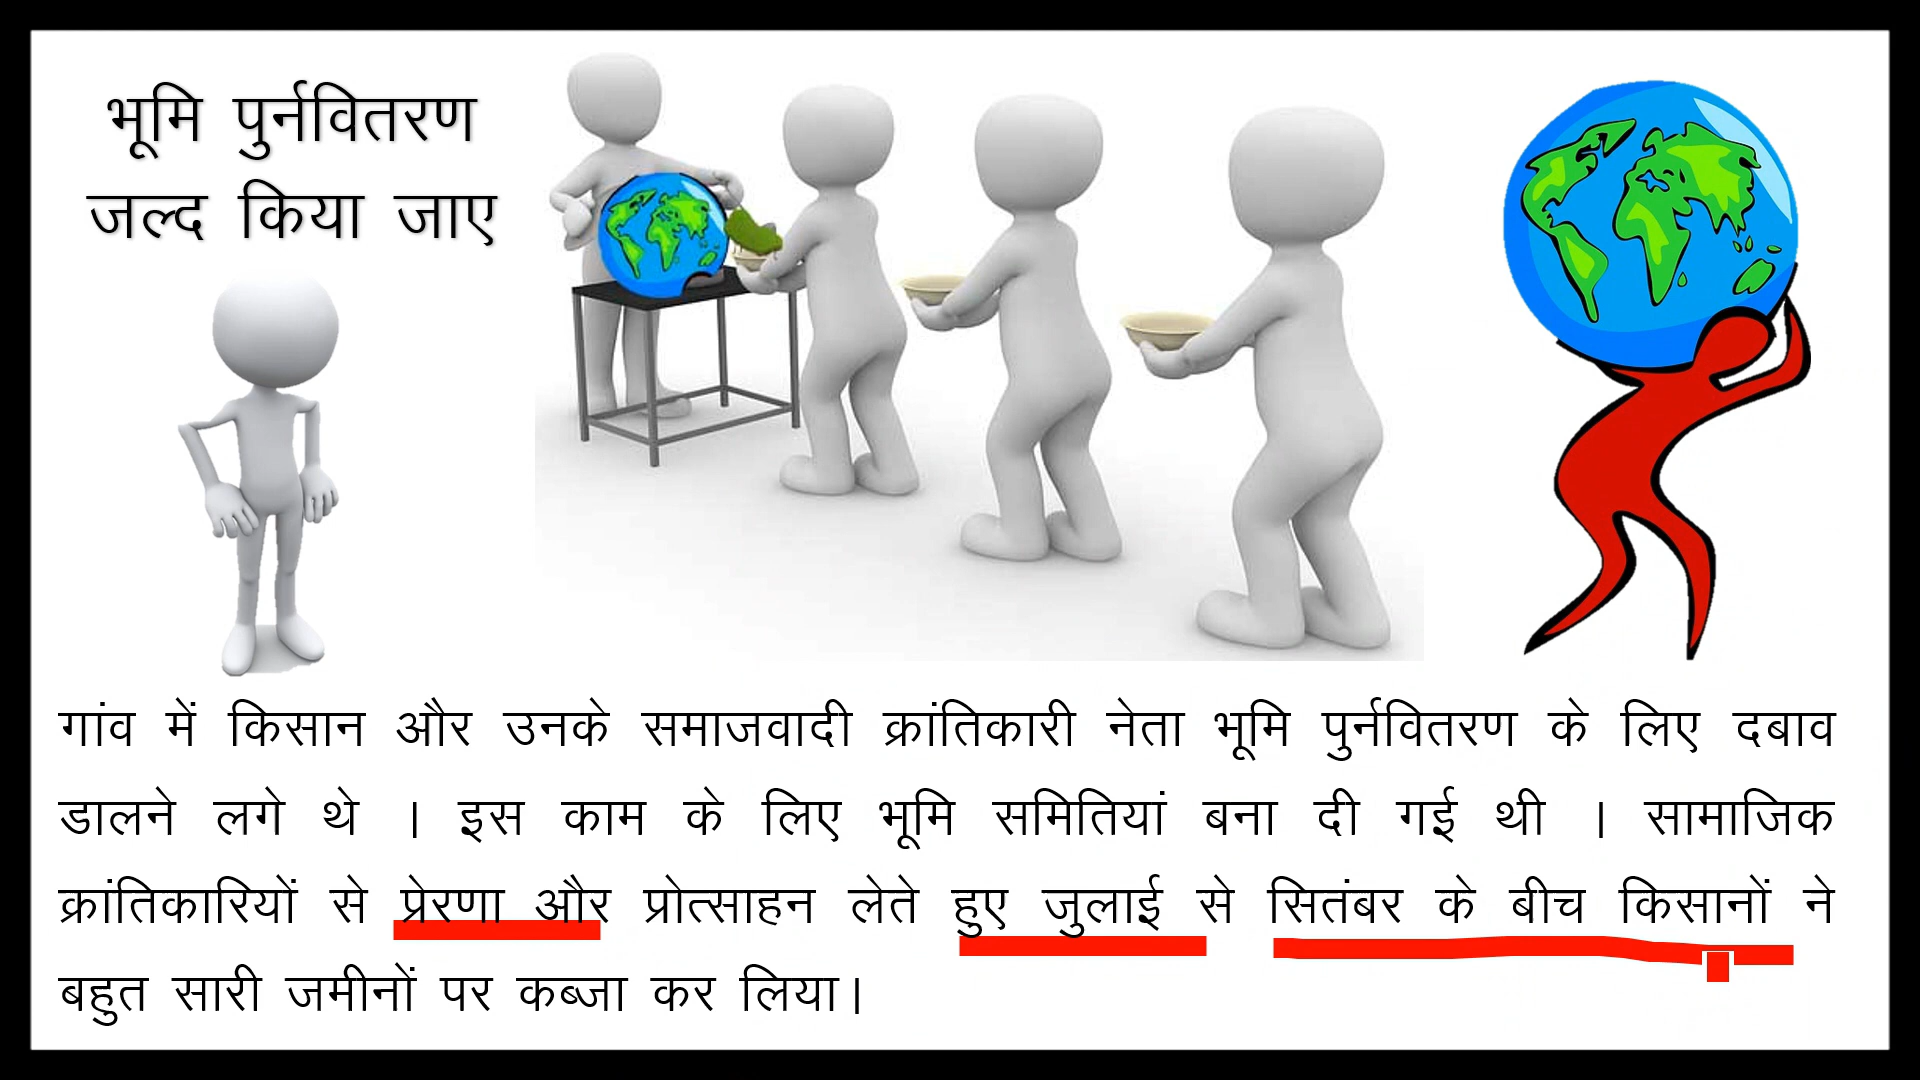 भूमि पुर्नवितरण
जल्द किया जाए
गांव में किसान और उनके समाजवादी क्रांतिकारी नेता भूमि पुर्नवितरण के लिए दबाव
डालने लगे थे । इस काम के लिए भूमि समितियां बना दी गई थी । सामाजिक
क्रांतिकारियों से प्रेरणा और प्रोत्साहन लेते हुए जुलाई से सितंबर के बीच किसानों ने
बहुत सारी जमीनों पर कब्जा कर लिया।